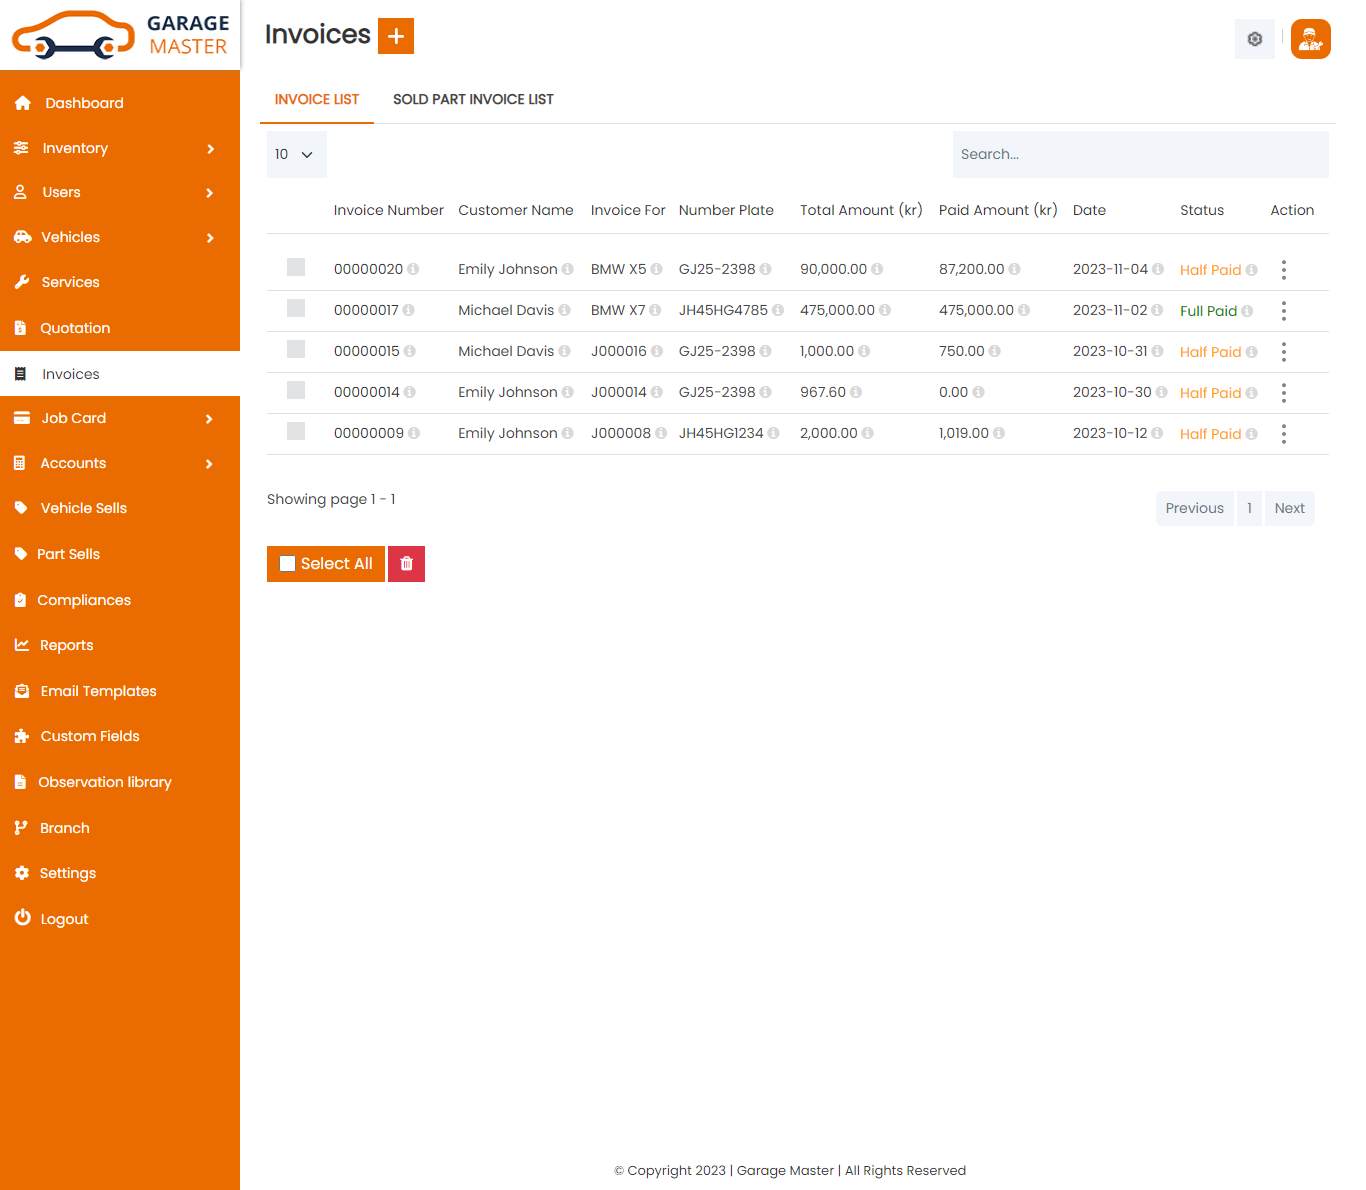 GARAGE
MASTER
Invoices
Dashboard
Inventory
Users
Vehicles
Services
Quotation
Invoices
Job Card
Accounts
Vehicle Sells
Part Sells
Compliances
Reports
Email Templates
Custom Fields
Observation library
Branch
Settings
Logout
INVOICE LIST SOLD PART INVOICE LIST
10 Search...
Invoice Number Customer Name Invoice For Number Plate Total Amount (kr) Paid Amount (kr) Date Status Action
00000020 Emily Johnson BMW X5 GJ25-2398 90,000.00 87,200.00 2023-11-04 Half Paid
00000017 Michael Davis BMW X7 JH45HG4785 475,000.00 475,000.00 2023-11-02 Full Paid
00000015 Michael Davis J000016 GJ25-2398 1,000.00 750.00 2023-10-31 Half Paid
00000014 Emily Johnson J000014 GJ25-2398 967.60 0.00 2023-10-30 Half Paid
00000009 Emily Johnson J000008 JH45HG1234 2,000.00 1,019.00 2023-10-12 Half Paid
Showing page 1 - 1
Previous 1 Next
Select All
© Copyright 2023 | Garage Master | All Rights Reserved